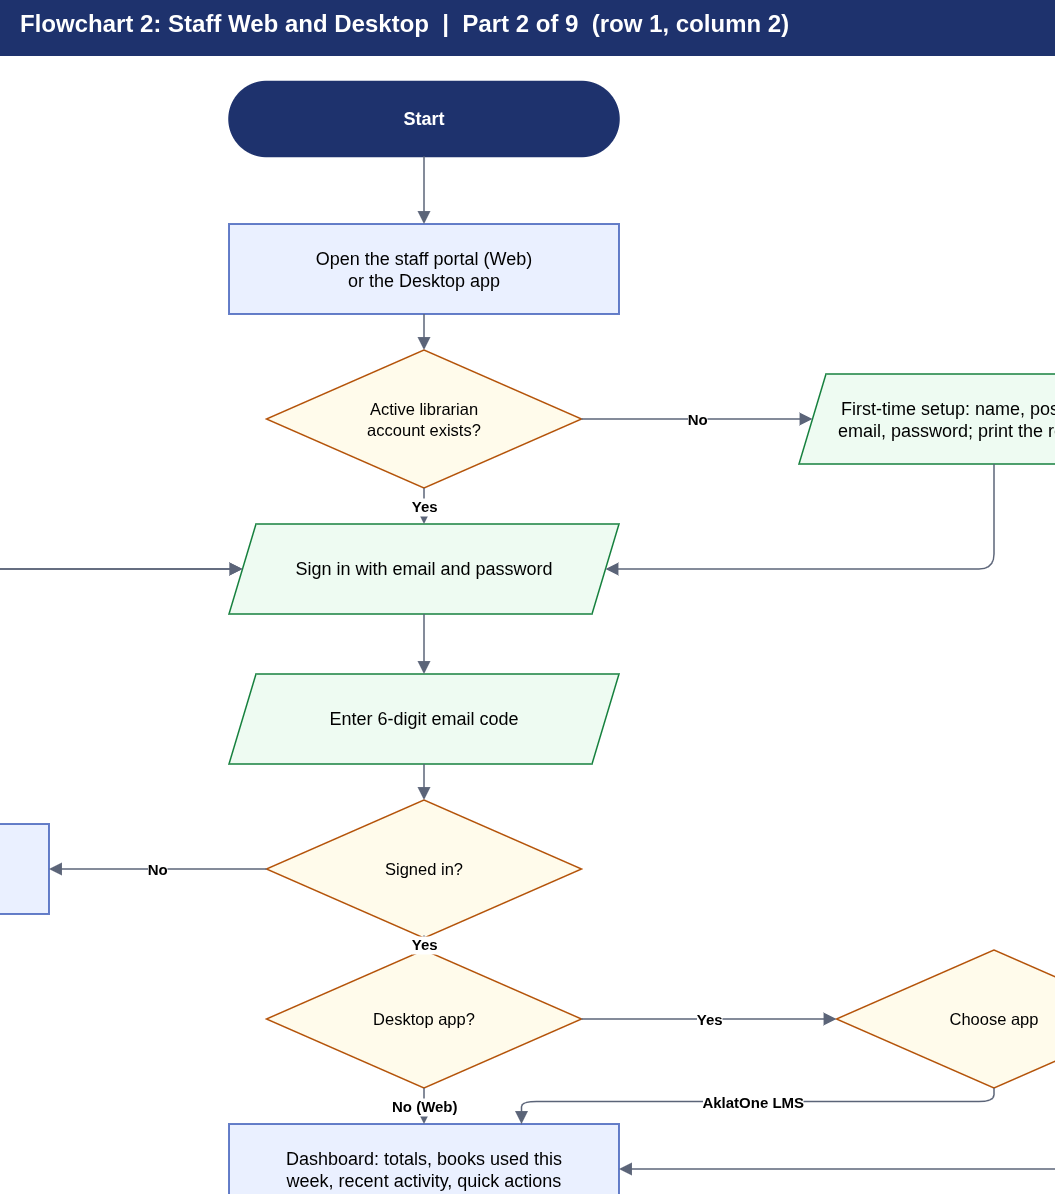 Flowchart 2: Staff Web and Desktop | Part 2 of 9 (row 1, column 2)
Start
Open the staff portal (Web)
or the Desktop app
Active librarian
account exists?
No
First-time setup: name,
email, password; print the
Yes
Sign in with email and password
Enter 6-digit email code
Signed in?
No
Yes
Desktop app?
Yes
Choose app
No (Web)
AklatOne LMS
Dashboard: totals, books used this
week, recent activity, quick actions